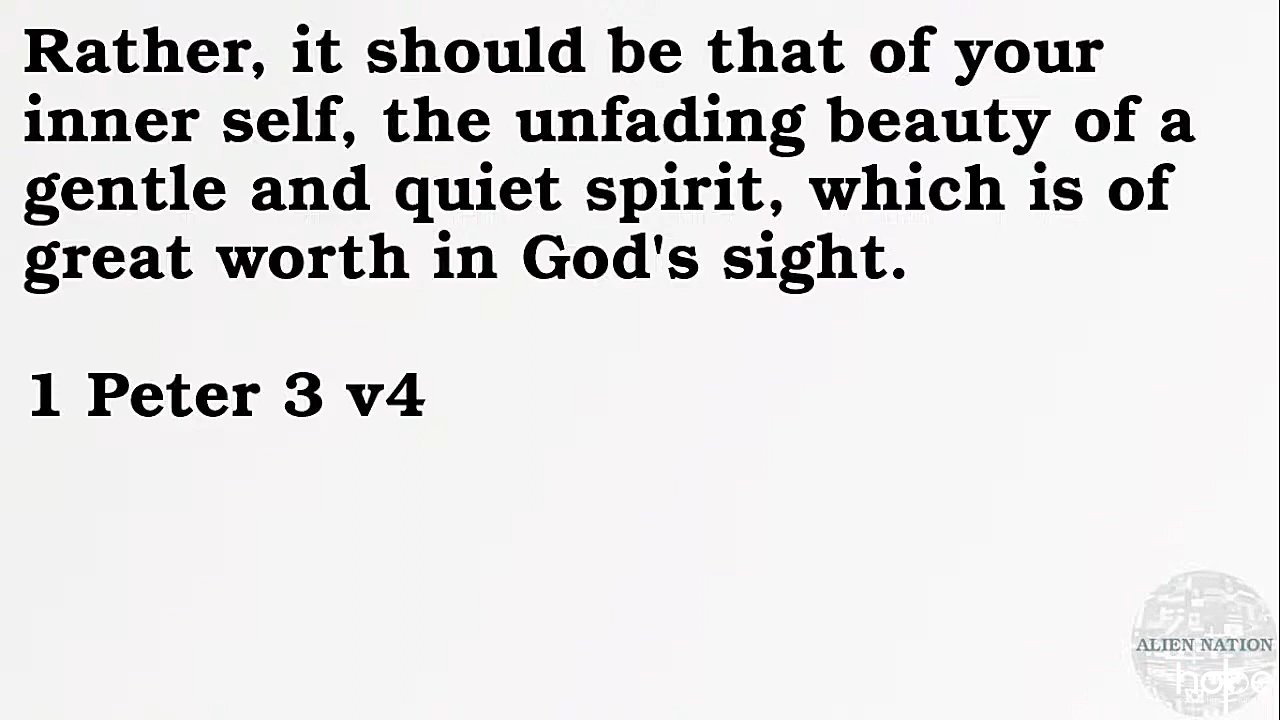 Rather, it should be that of your
inner self, the unfading beauty of a
gentle and quiet spirit, which is of
great worth in God's sight.
1 Peter 3 v4
ALIEN NATION
hope